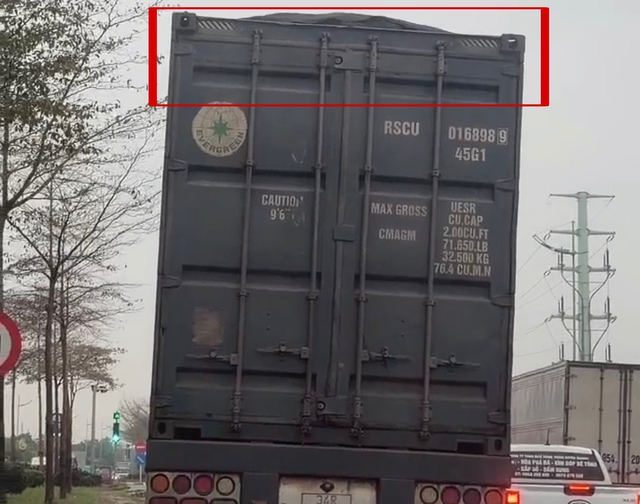 EVERGREEN
RSCU 016898 9
45G1
CAUTION
9'6"
MAX GROSS
CMAGM
UESR
CU.CAP
2.00CU.FT
71.650.LB
32.500 KG
76.4 CU.M.N
34R